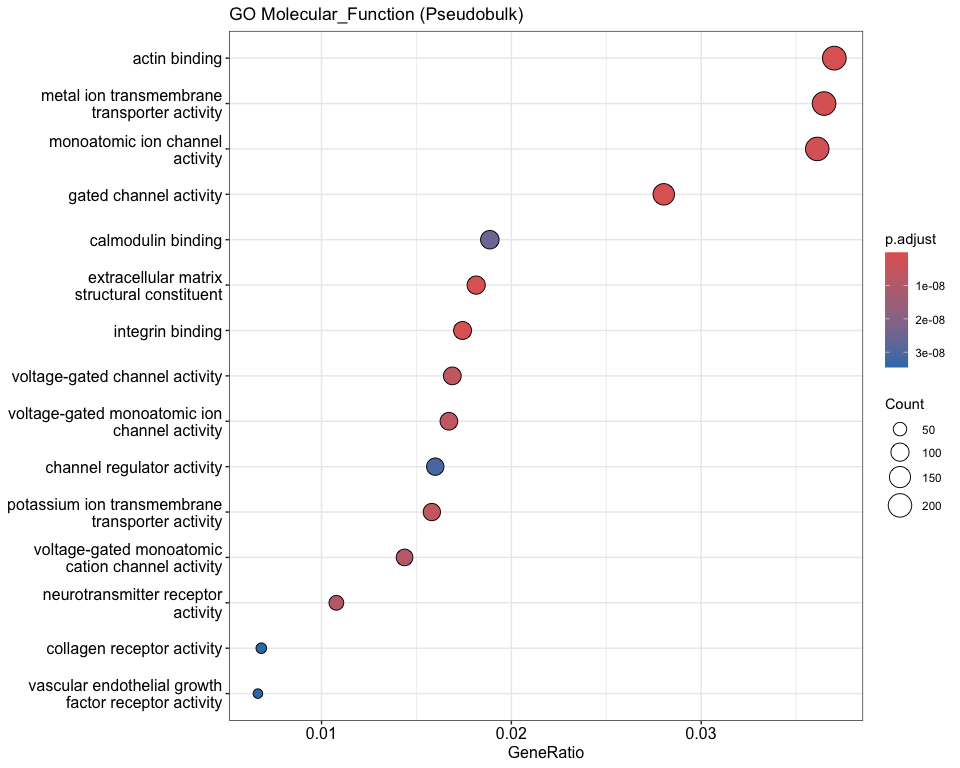 GO Molecular_Function (Pseudobulk)
actin binding
metal ion transmembrane
transporter activity
monoatomic ion channel
activity
gated channel activity
calmodulin binding
extracellular matrix
structural constituent
integrin binding
voltage-gated channel activity
voltage-gated monoatomic ion
channel activity
channel regulator activity
potassium ion transmembrane
transporter activity
voltage-gated monoatomic
cation channel activity
neurotransmitter receptor
activity
collagen receptor activity
vascular endothelial growth
factor receptor activity
0.01
0.02
0.03
GeneRatio
p.adjust
1e-08
2e-08
3e-08
Count
50
100
150
200